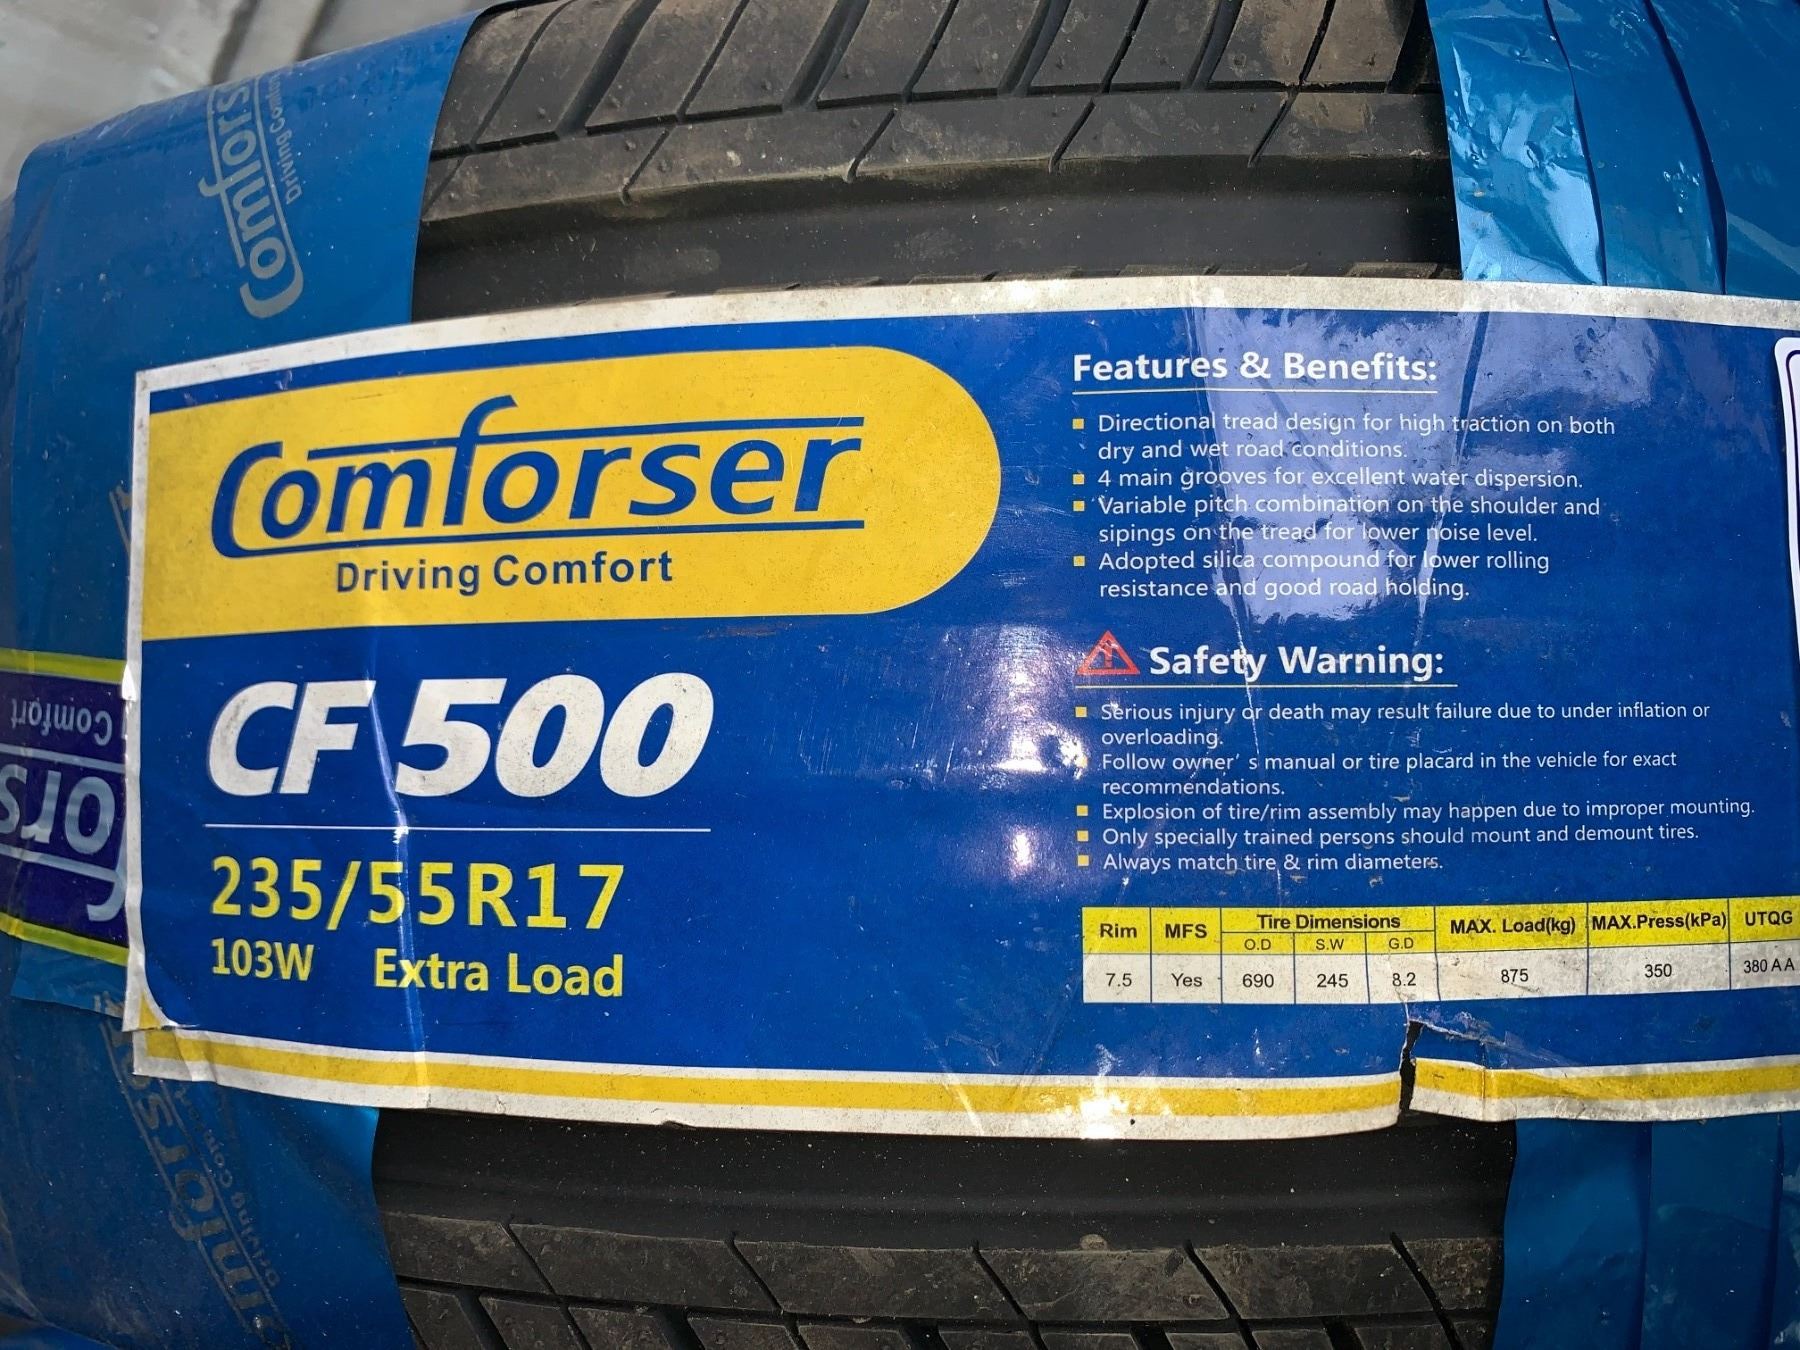 Comforser
Driving Comfort
CF 500
235/55R17
103W Extra Load
Features & Benefits:
Directional tread design for high traction on both
dry and wet road conditions.
4 main grooves for excellent water dispersion.
Variable pitch combination on the shoulder and
sipings on the tread for lower noise level.
Adopted silica compound for lower rolling
resistance and good road holding.
Safety Warning:
Serious injury or death may result failure due to under inflation or
overloading.
Follow owner's manual or tire placard in the vehicle for exact
recommendations.
Explosion of tire/rim assembly may happen due to improper mounting.
Only specially trained persons should mount and demount tires.
Always match tire & rim diameters.
Rim MFS Tire Dimensions MAX. Load(kg) MAX.Press(kPa) UTQG
O.D S.W G.D
7.5 Yes 690 245 8.2 875 350 380 A A
Comfort